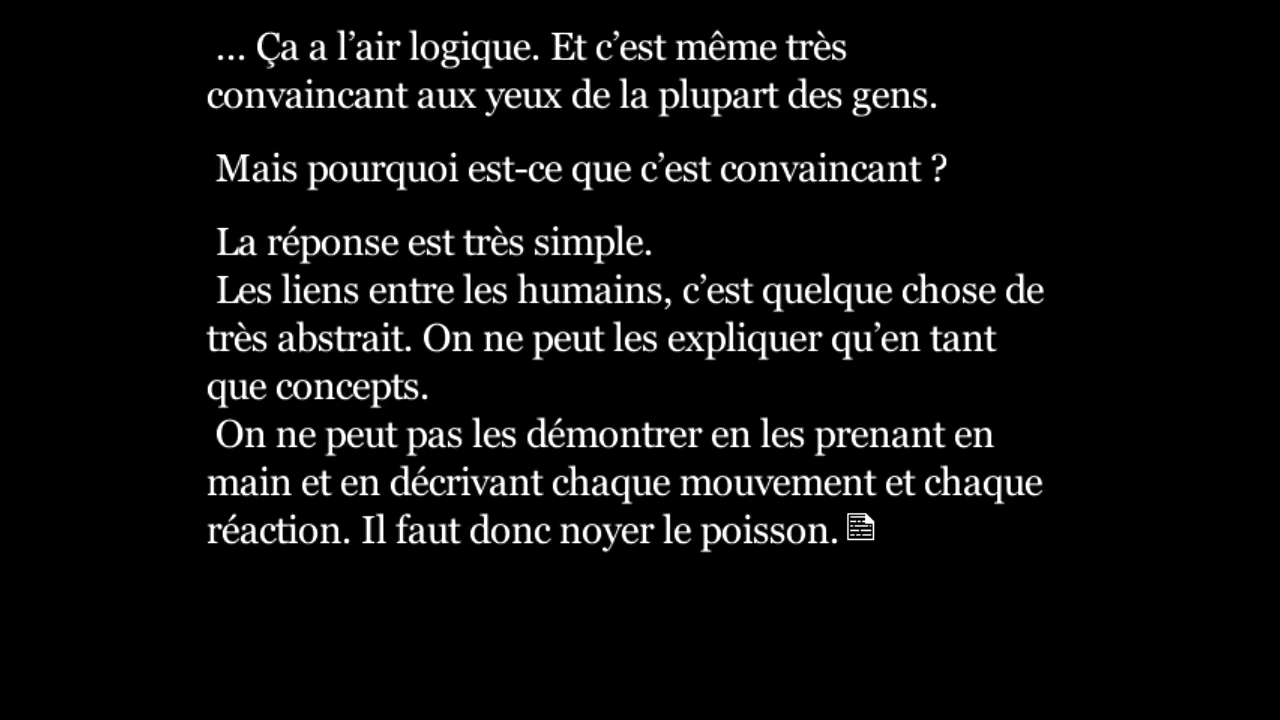 ... Ça a l’air logique. Et c’est même très
convaincant aux yeux de la plupart des gens.
Mais pourquoi est-ce que c’est convaincant ?
La réponse est très simple.
Les liens entre les humains, c’est quelque chose de
très abstrait. On ne peut les expliquer qu’en tant
que concepts.
On ne peut pas les démontrer en les prenant en
main et en décrivant chaque mouvement et chaque
réaction. Il faut donc noyer le poisson.